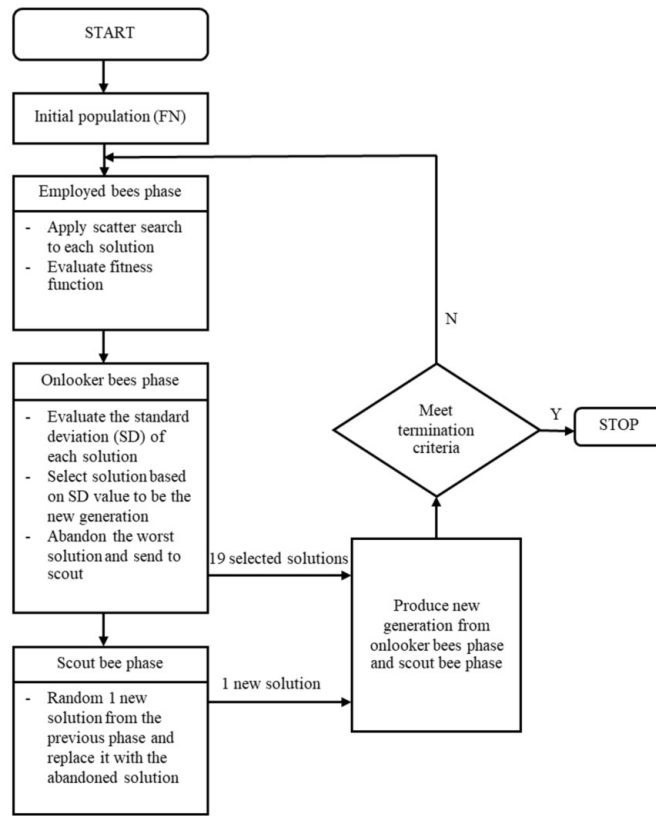 START
Initial population (FN)
Employed bees phase
- Apply scatter search
to each solution
- Evaluate fitness
function
Onlooker bees phase
- Evaluate the standard
deviation (SD) of
each solution
- Select solution based
on SD value to be the
new generation
- Abandon the worst
solution and send to
scout
19 selected solutions
Scout bee phase
- Random 1 new
solution from the
previous phase and
replace it with the
abandoned solution
1 new solution
Produce new
generation from
onlooker bees phase
and scout bee phase
Meet
termination
criteria
N
Y
STOP